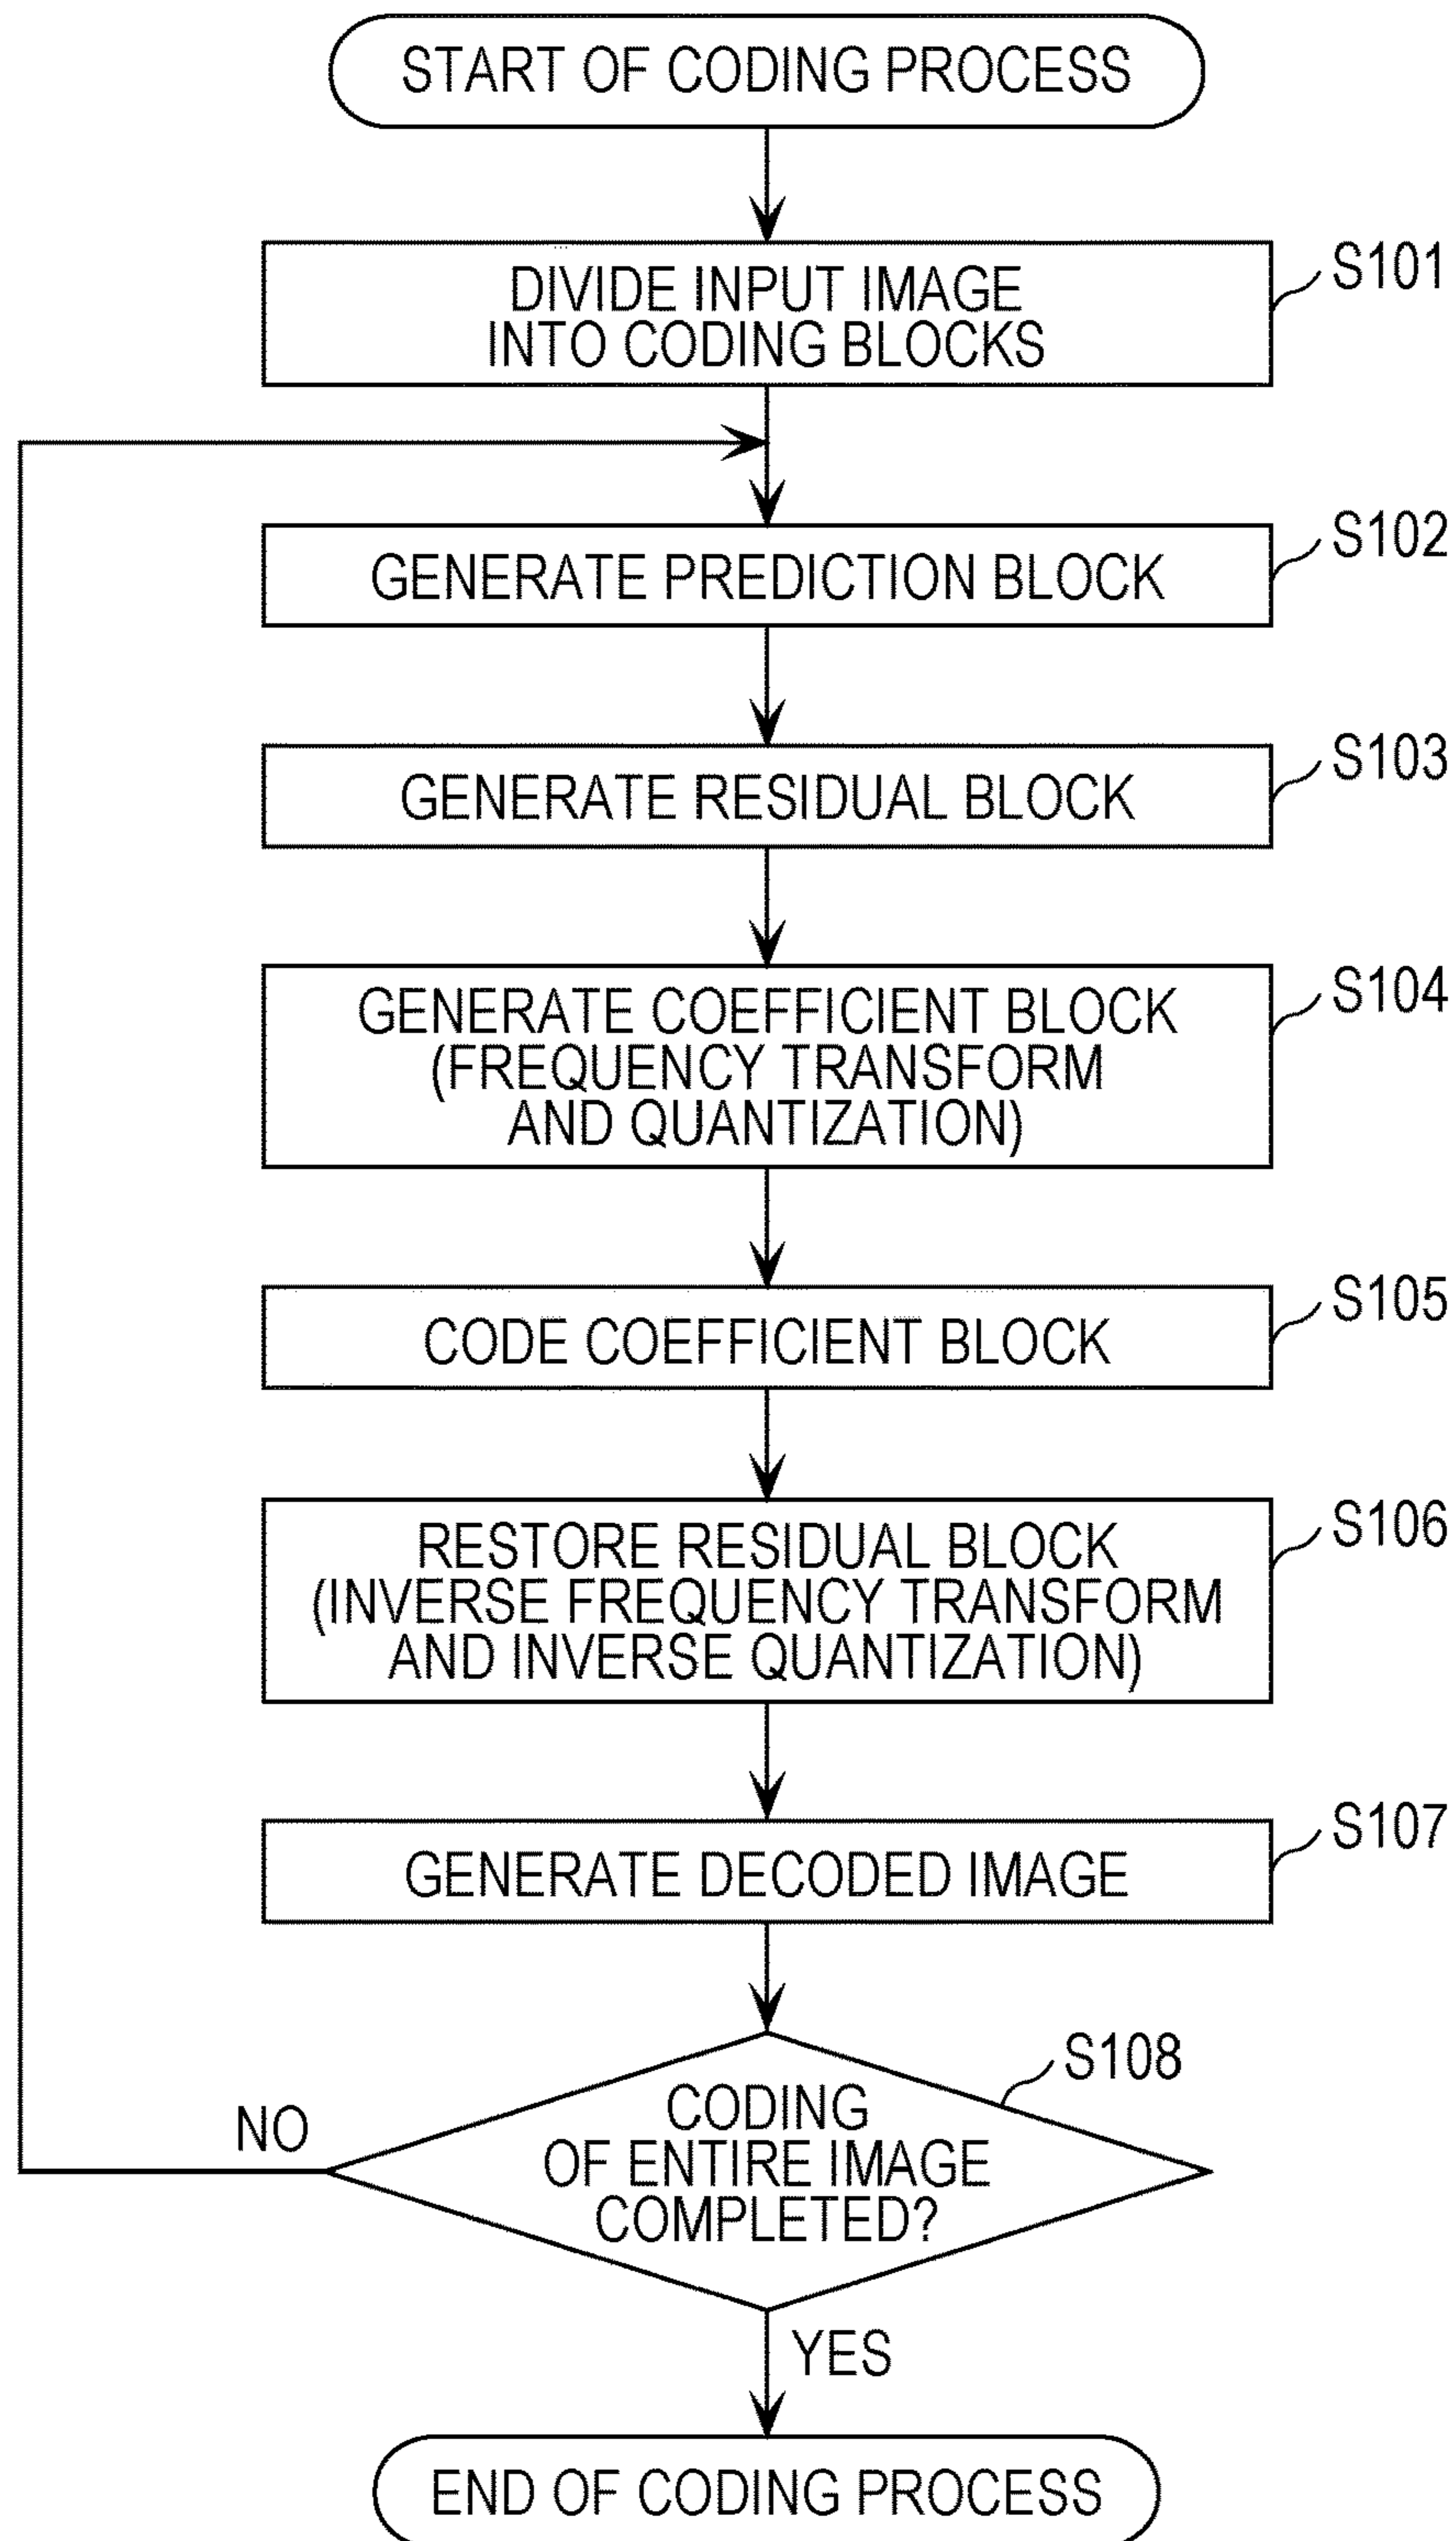 START OF CODING PROCESS
S101
DIVIDE INPUT IMAGE
INTO CODING BLOCKS
S102
GENERATE PREDICTION BLOCK
S103
GENERATE RESIDUAL BLOCK
S104
GENERATE COEFFICIENT BLOCK
(FREQUENCY TRANSFORM
AND QUANTIZATION)
S105
CODE COEFFICIENT BLOCK
S106
RESTORE RESIDUAL BLOCK
(INVERSE FREQUENCY TRANSFORM
AND INVERSE QUANTIZATION)
S107
GENERATE DECODED IMAGE
S108
CODING
OF ENTIRE IMAGE
COMPLETED?
NO
YES
END OF CODING PROCESS